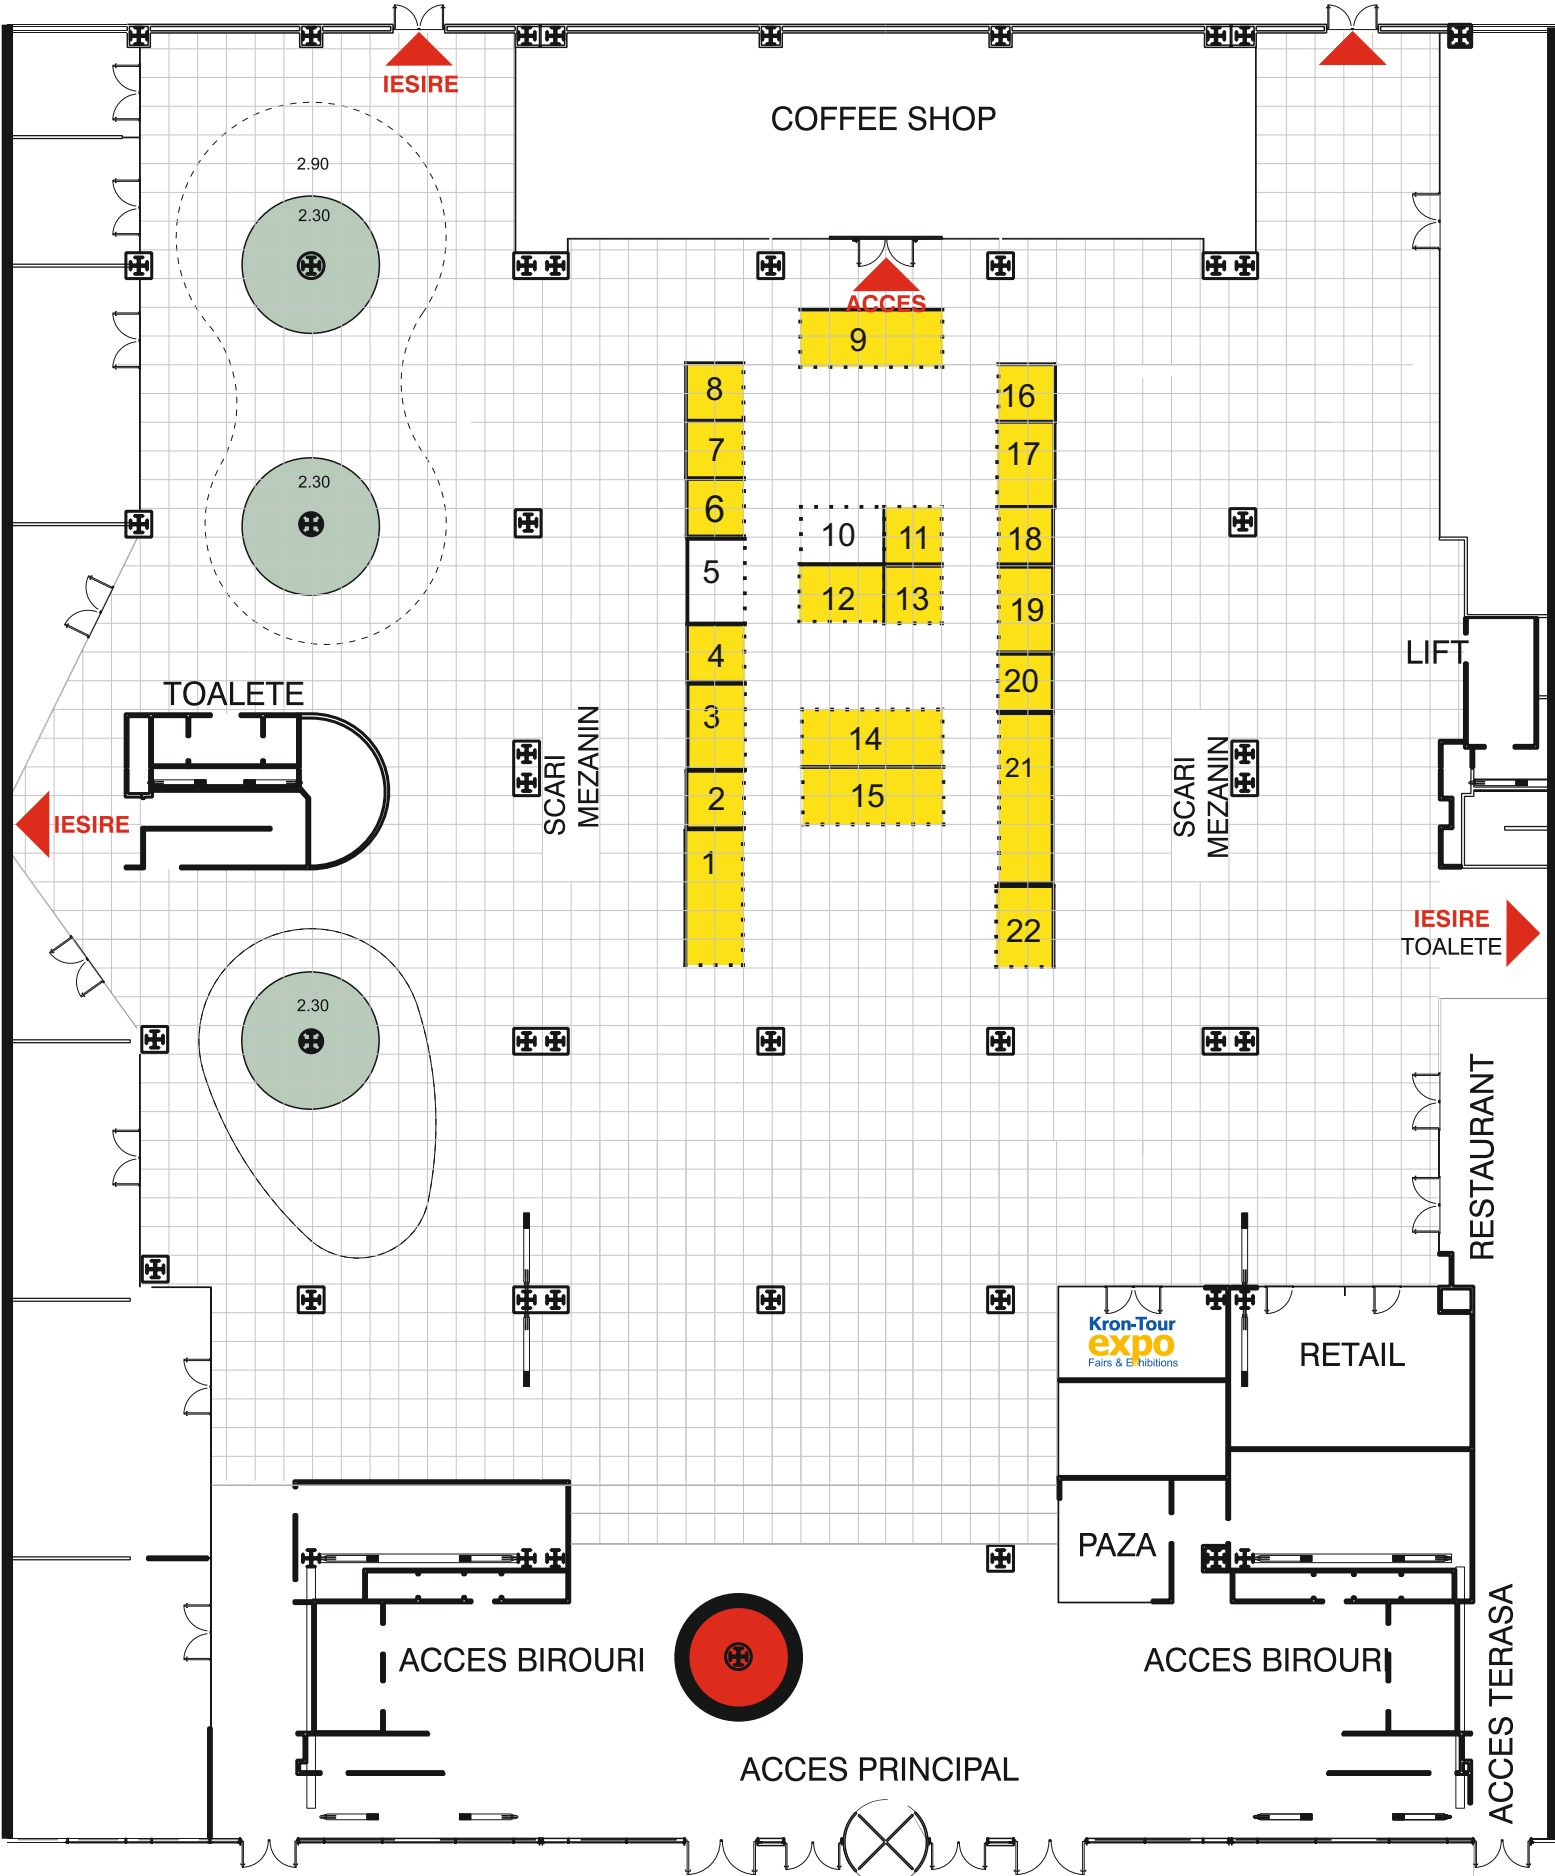 IESIRE
COFFEE SHOP
2.90
2.30
ACCES
9
8
16
7
17
2.30
6
10
11
18
5
12
13
19
4
LIFT
20
TOALETE
3
14
SCARI
MEZANIN
21
SCARI
MEZANIN
2
15
IESIRE
1
IESIRE
TOALETE
22
2.30
RESTAURANT
Kron-Tour
expo
Fairs & Exhibitions
RETAIL
PAZA
ACCES BIROURI
ACCES BIROURI
ACCES TERASA
ACCES PRINCIPAL